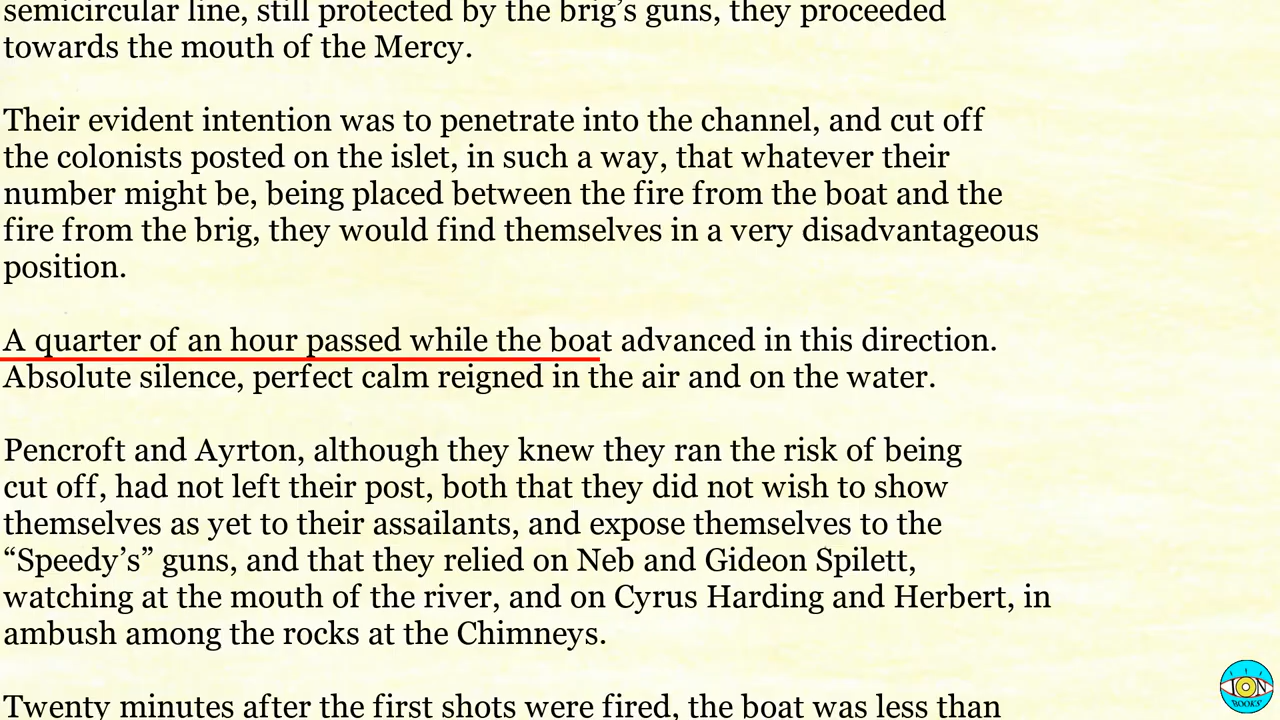 semicircular line, still protected by the brig’s guns, they proceeded
towards the mouth of the Mercy.
Their evident intention was to penetrate into the channel, and cut off
the colonists posted on the islet, in such a way, that whatever their
number might be, being placed between the fire from the boat and the
fire from the brig, they would find themselves in a very disadvantageous
position.
A quarter of an hour passed while the boat advanced in this direction.
Absolute silence, perfect calm reigned in the air and on the water.
Pencroft and Ayrton, although they knew they ran the risk of being
cut off, had not left their post, both that they did not wish to show
themselves as yet to their assailants, and expose themselves to the
“Speedy’s” guns, and that they relied on Neb and Gideon Spilett,
watching at the mouth of the river, and on Cyrus Harding and Herbert, in
ambush among the rocks at the Chimneys.
Twenty minutes after the first shots were fired, the boat was less than
ION
BOOKS